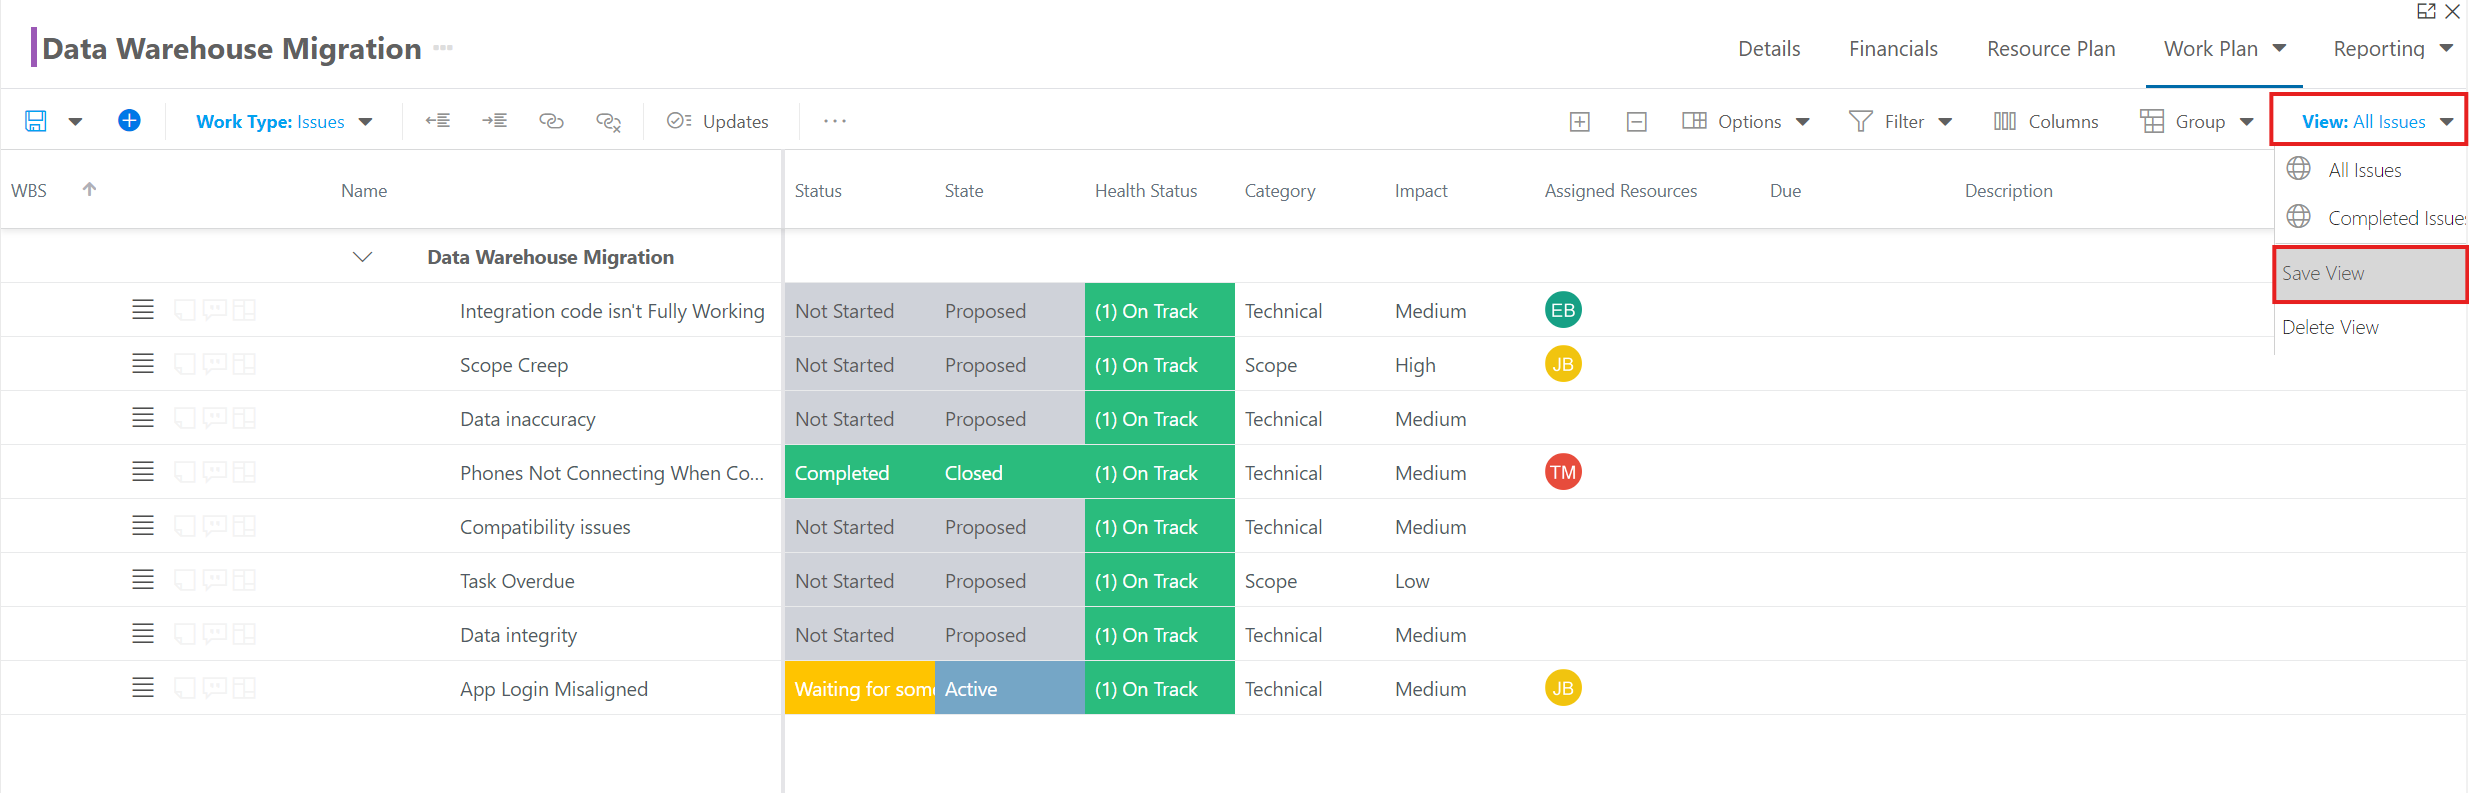 Data Warehouse Migration
Details Financials Resource Plan Work Plan Reporting
Work Type: Issues Updates Options Filter Columns Group View: All Issues
All Issues
Completed Issues
Save View
Delete View
WBS Name Status State Health Status Category Impact Assigned Resources Due Description
Data Warehouse Migration
Integration code isn't Fully Working Not Started Proposed (1) On Track Technical Medium EB
Scope Creep Not Started Proposed (1) On Track Scope High JB
Data inaccuracy Not Started Proposed (1) On Track Technical Medium
Phones Not Connecting When Co... Completed Closed (1) On Track Technical Medium TM
Compatibility issues Not Started Proposed (1) On Track Technical Medium
Task Overdue Not Started Proposed (1) On Track Scope Low
Data integrity Not Started Proposed (1) On Track Technical Medium
App Login Misaligned Waiting for som Active (1) On Track Technical Medium JB